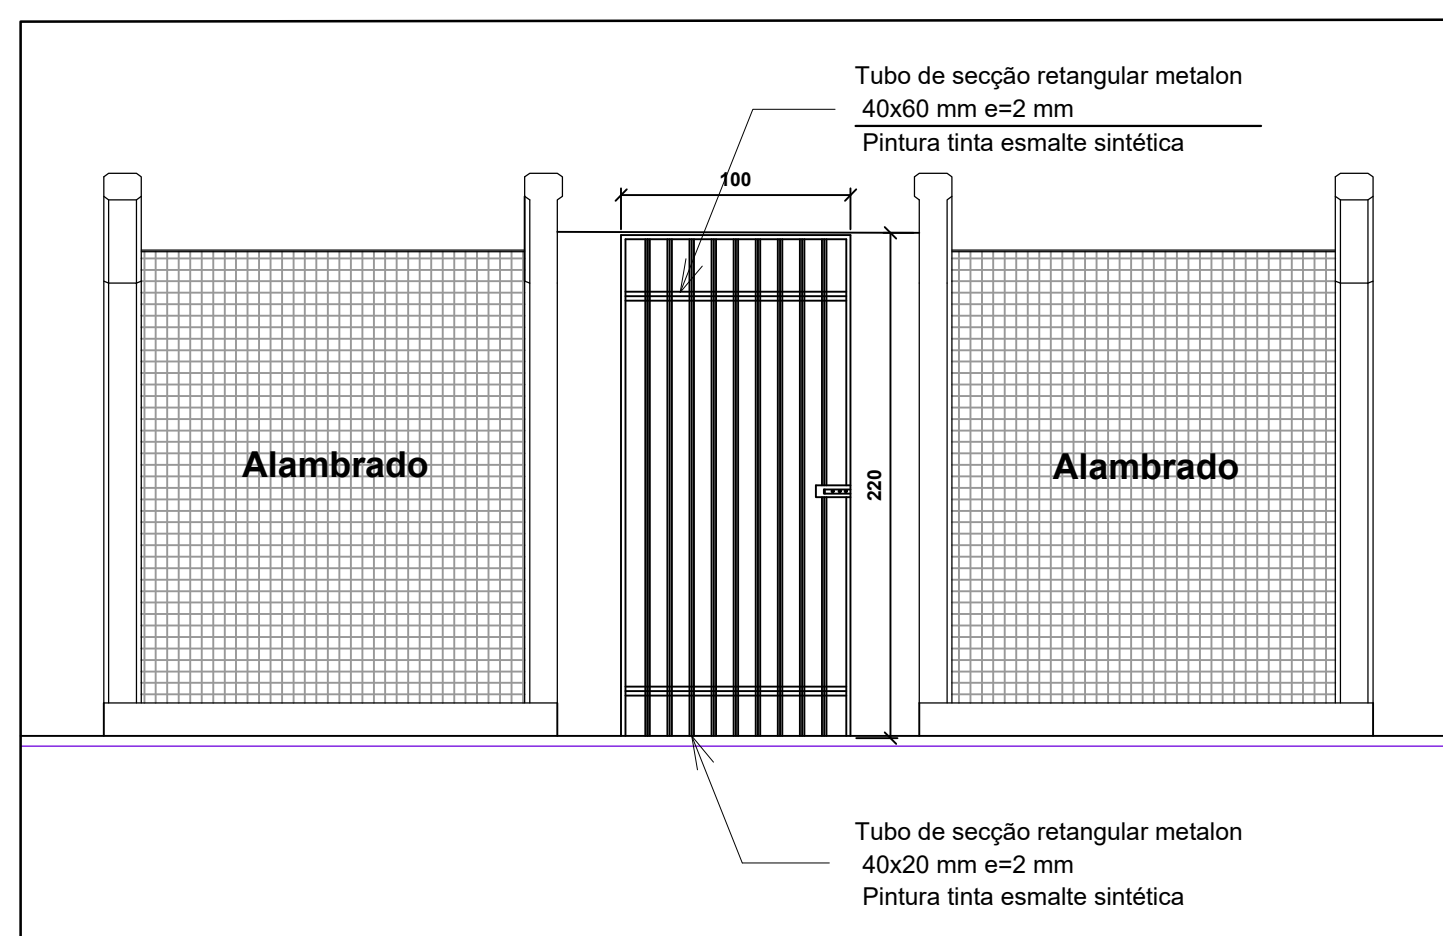 Tubo de secção retangular metalon
40x60 mm e=2 mm
Pintura tinta esmalte sintética
100
Alambrado
220
Alambrado
Tubo de secção retangular metalon
40x20 mm e=2 mm
Pintura tinta esmalte sintética